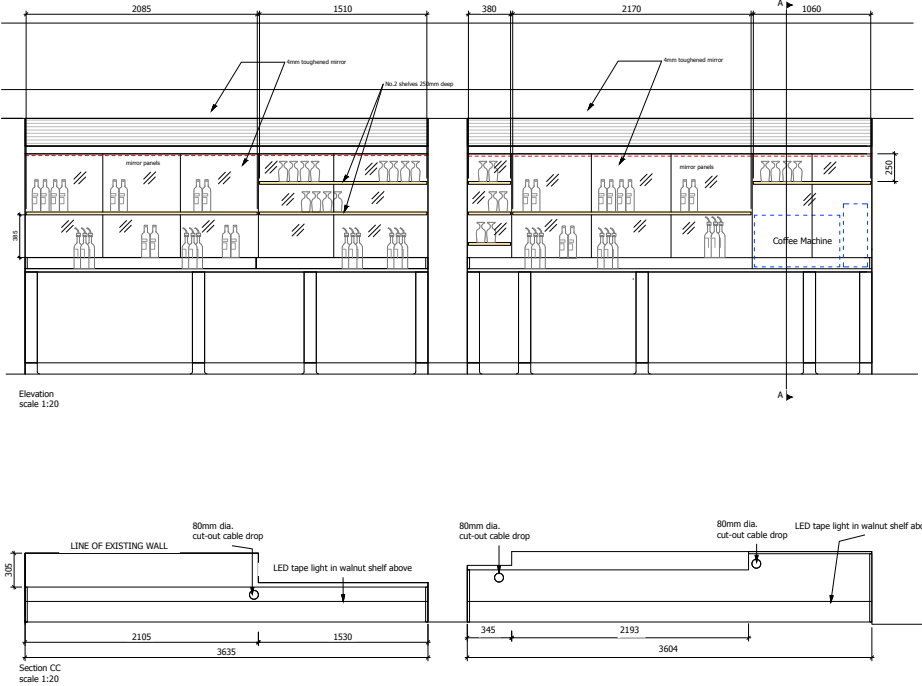 2085
1510
380
2170
A
1060
4mm toughened mirror
4mm toughened mirror
No.2 shelves 250mm deep
mirror panels
mirror panels
250
385
Coffee Machine
Elevation
scale 1:20
A
80mm dia.
cut-out cable drop
80mm dia.
cut-out cable drop
80mm dia.
cut-out cable drop
LED tape light in walnut shelf abo
LINE OF EXISTING WALL
LED tape light in walnut shelf above
305
2105
1530
3635
345
2193
3604
Section CC
scale 1:20